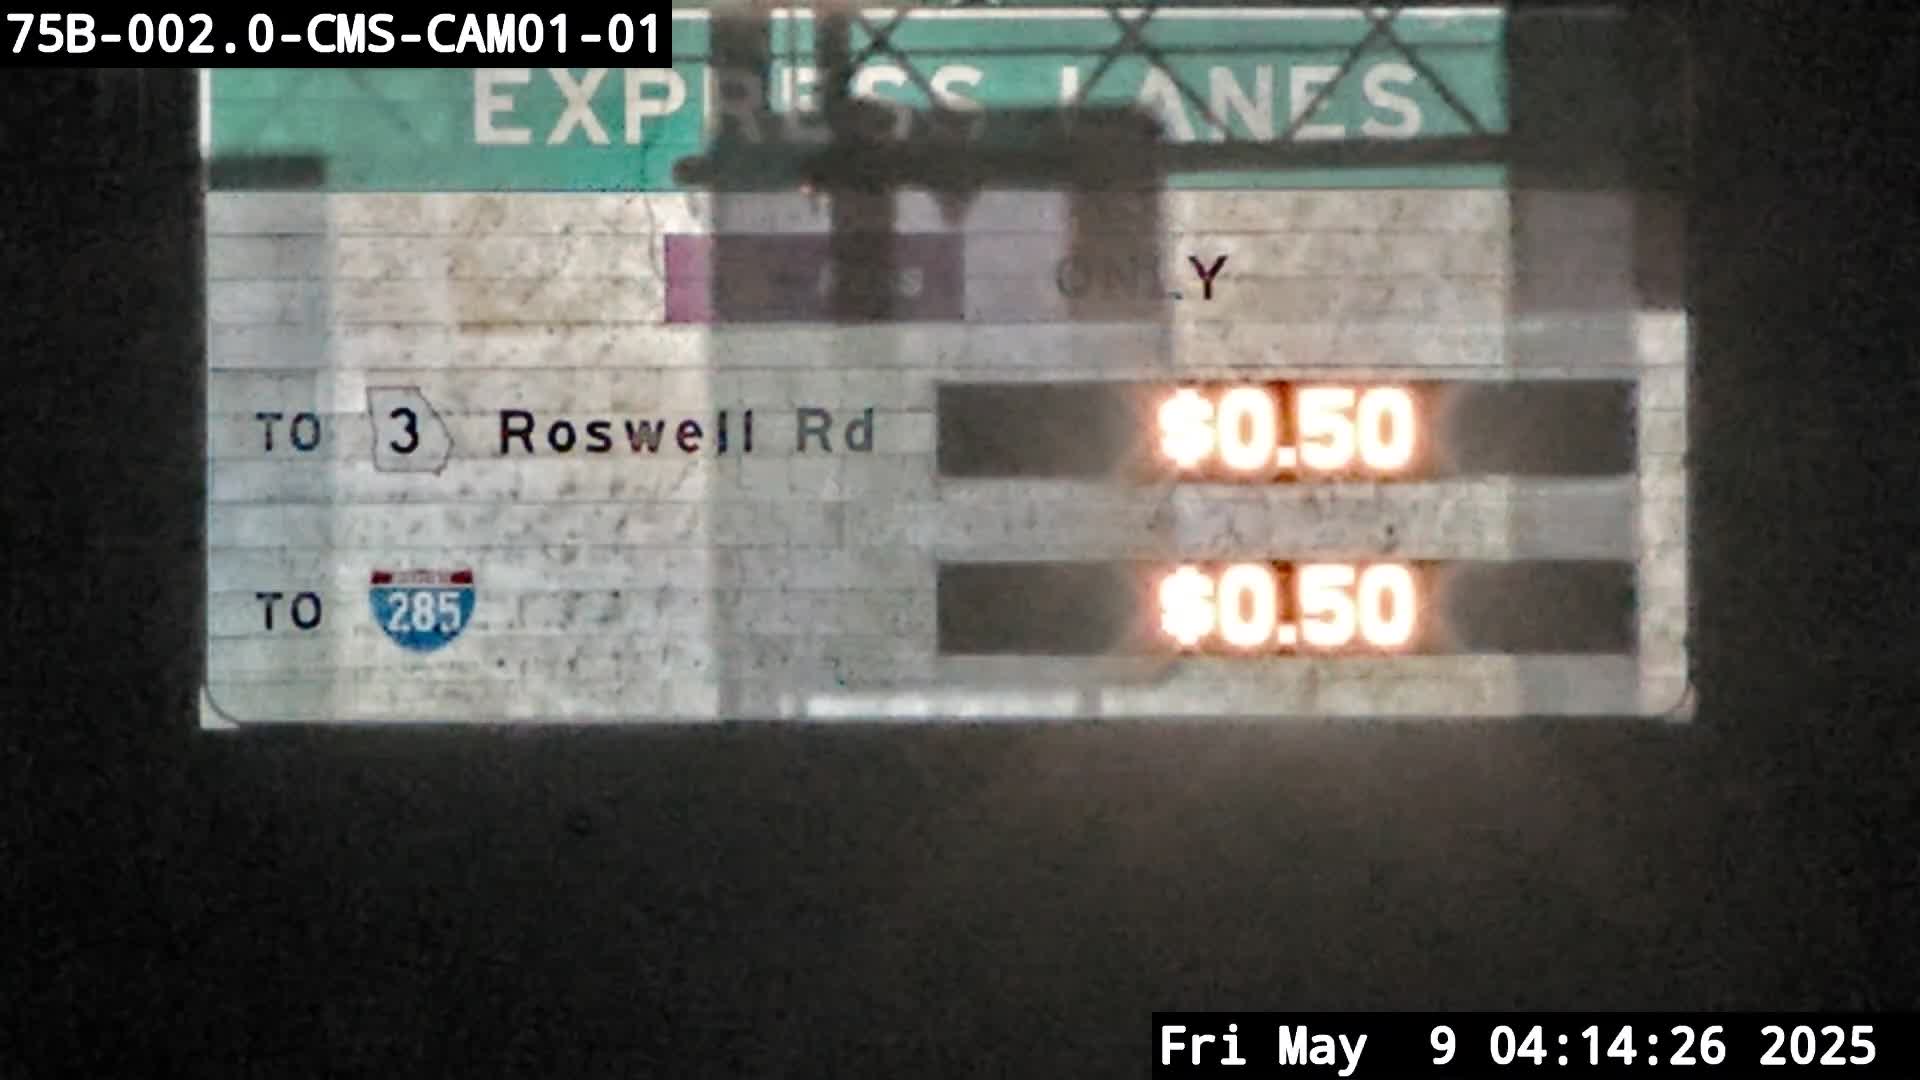 75B-002.0-CMS-CAM01-01
EXPRESS LANES
ONLY
TO 3 Roswell Rd $0.50
TO 285 $0.50
Fri May 9 04:14:26 2025